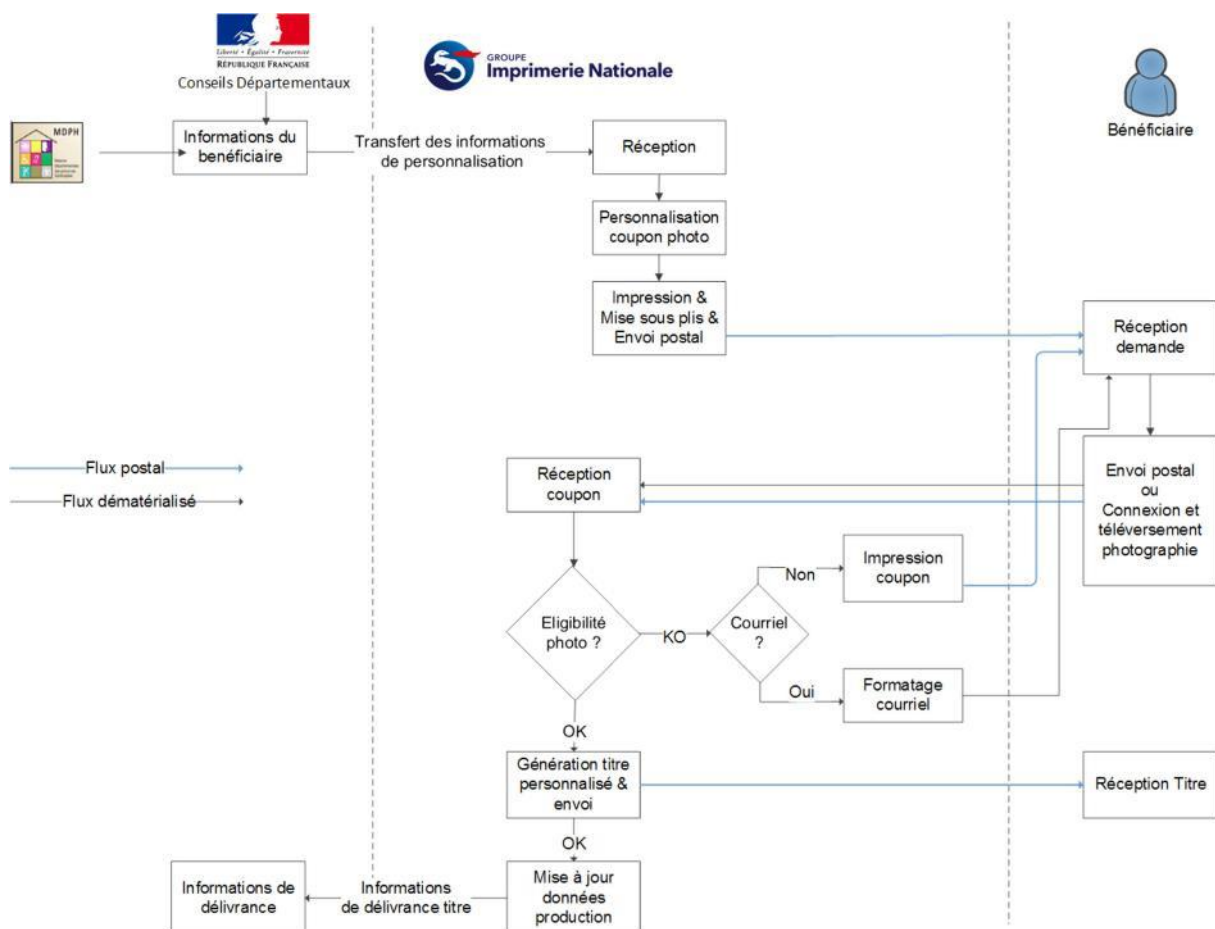 Liberté • Égalité • Fraternité
RÉPUBLIQUE FRANÇAISE
Conseils Départementaux
GROUPE
Imprimerie Nationale
Bénéficiaire
MDPH
Informations du
benéficiaire
Transfert des informations
de personnalisation
Réception
Personnalisation
coupon photo
Impression &
Mise sous plis &
Envoi postal
Réception
demande
Flux postal
Flux dématérialisé
Réception
coupon
Envoi postal
ou
Connexion et
téléversement
photographie
Non
Impression
coupon
Eligibilité
photo ?
KO
Courriel
?
Oui
Formatage
courriel
OK
Génération titre
personnalisé &
envoi
Réception Titre
OK
Informations de
délivrance
Informations
de délivrance titre
Mise à jour
données
production